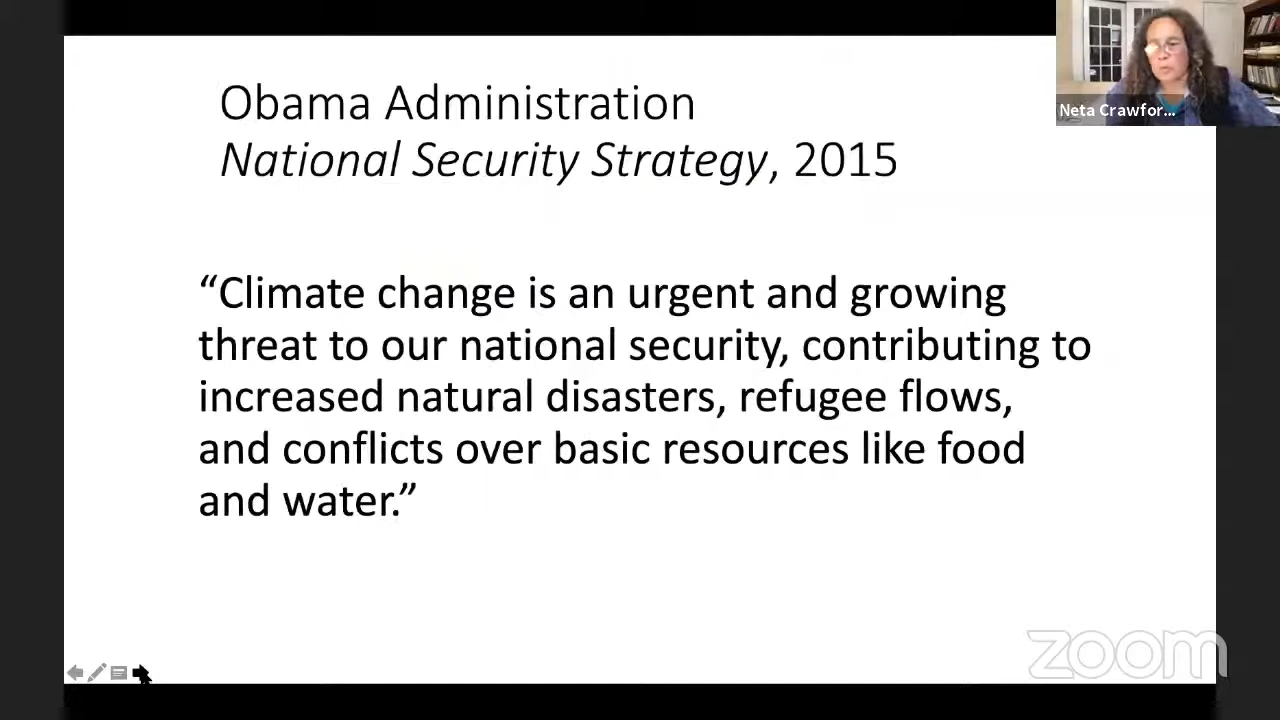 Obama Administration
National Security Strategy, 2015
“Climate change is an urgent and growing
threat to our national security, contributing to
increased natural disasters, refugee flows,
and conflicts over basic resources like food
and water.”
Neta Crawfor...
zoom